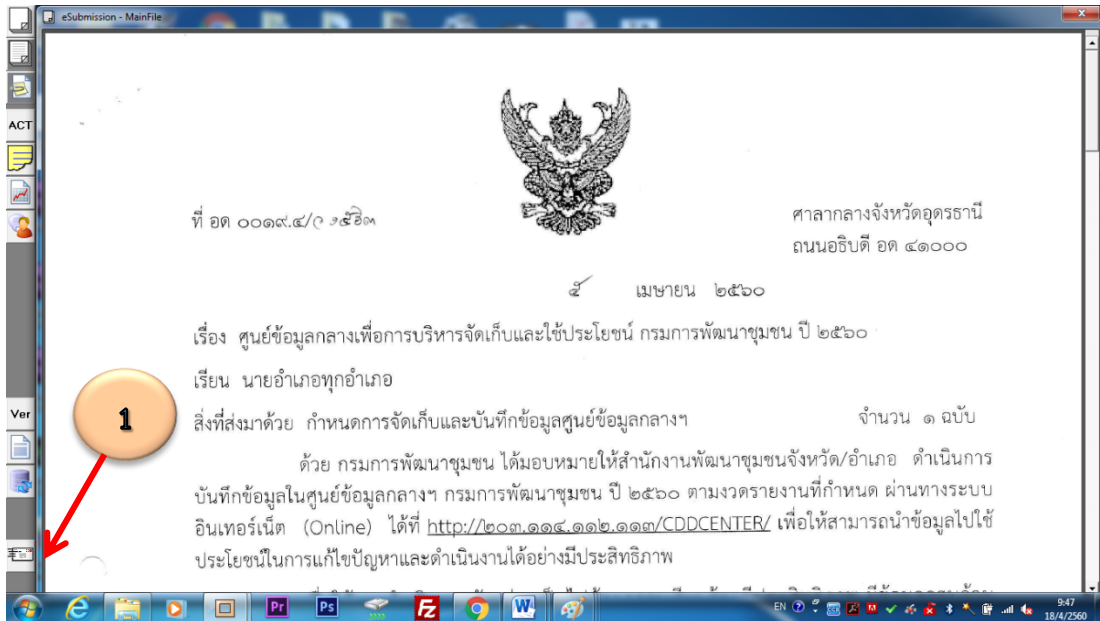 eSubmission - MainFile
ACT
ที่ อด ๐๐๑๙.๔/
ศาลากลางจังหวัดอุดรธานี
ถนนอธิบดี อด ๔๑๐๐๐
๕ เมษายน ๒๕๖๐
เรื่อง ศูนย์ข้อมูลกลางเพื่อการบริหารจัดเก็บและใช้ประโยชน์ กรมการพัฒนาชุมชน ปี ๒๕๖๐
เรียน นายอำเภอทุกอำเภอ
Ver
1
สิ่งที่ส่งมาด้วย กำหนดการจัดเก็บและบันทึกข้อมูลศูนย์ข้อมูลกลางฯ จำนวน ๑ ฉบับ
ด้วย กรมการพัฒนาชุมชน ได้มอบหมายให้สำนักงานพัฒนาชุมชนจังหวัด/อำเภอ ดำเนินการ
บันทึกข้อมูลในศูนย์ข้อมูลกลางฯ กรมการพัฒนาชุมชน ปี ๒๕๖๐ ตามงวดรายงานที่กำหนด ผ่านทางระบบ
อินเทอร์เน็ต (Online) ได้ที่ http://๒๐๓.๑๑๔.๑๑๒.๑๑๓/CDDCENTER/ เพื่อให้สามารถนำข้อมูลไปใช้
ประโยชน์ในการแก้ไขปัญหาและดำเนินงานได้อย่างมีประสิทธิภาพ
Pr
Ps
Fz
W
EN
9:47
18/4/2560